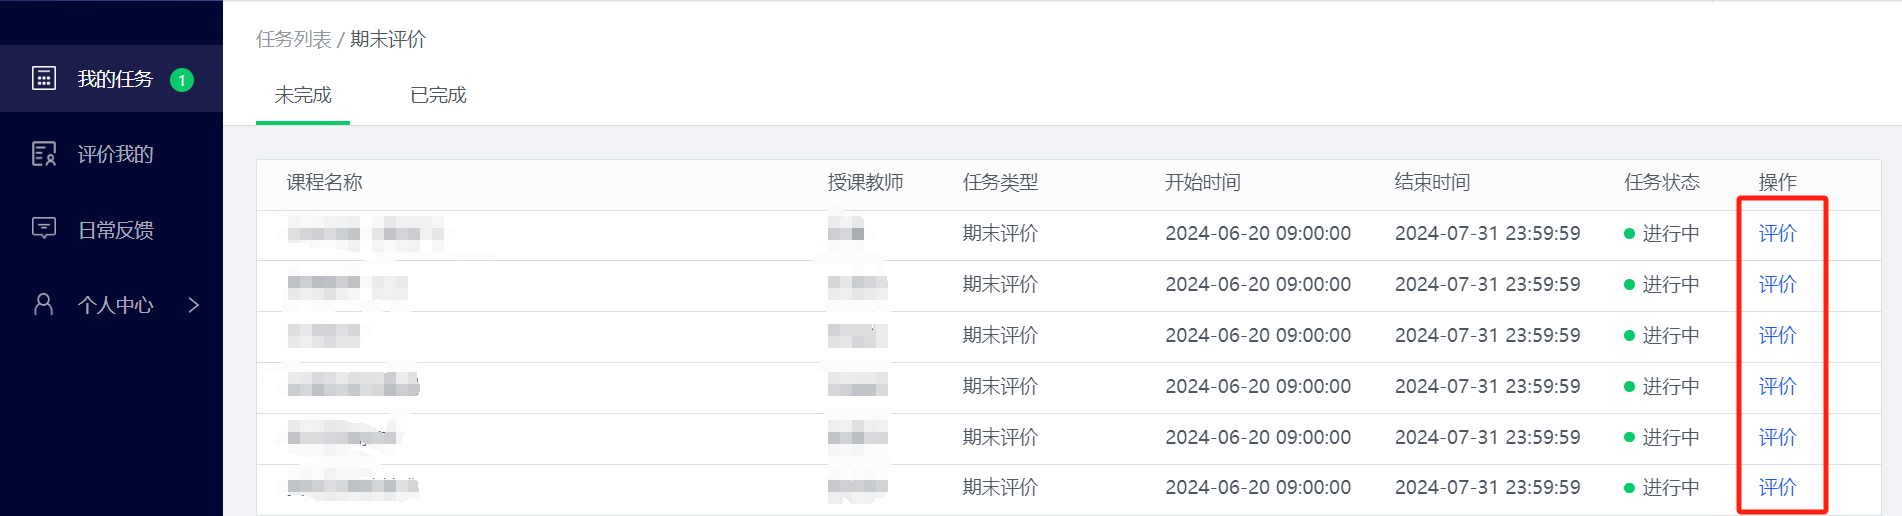 我的任务 1
评价我的
日常反馈
个人中心
任务列表 / 期末评价
未完成 已完成
课程名称 授课教师 任务类型 开始时间 结束时间 任务状态 操作
期末评价 2024-06-20 09:00:00 2024-07-31 23:59:59 进行中 评价
期末评价 2024-06-20 09:00:00 2024-07-31 23:59:59 进行中 评价
期末评价 2024-06-20 09:00:00 2024-07-31 23:59:59 进行中 评价
期末评价 2024-06-20 09:00:00 2024-07-31 23:59:59 进行中 评价
期末评价 2024-06-20 09:00:00 2024-07-31 23:59:59 进行中 评价
期末评价 2024-06-20 09:00:00 2024-07-31 23:59:59 进行中 评价